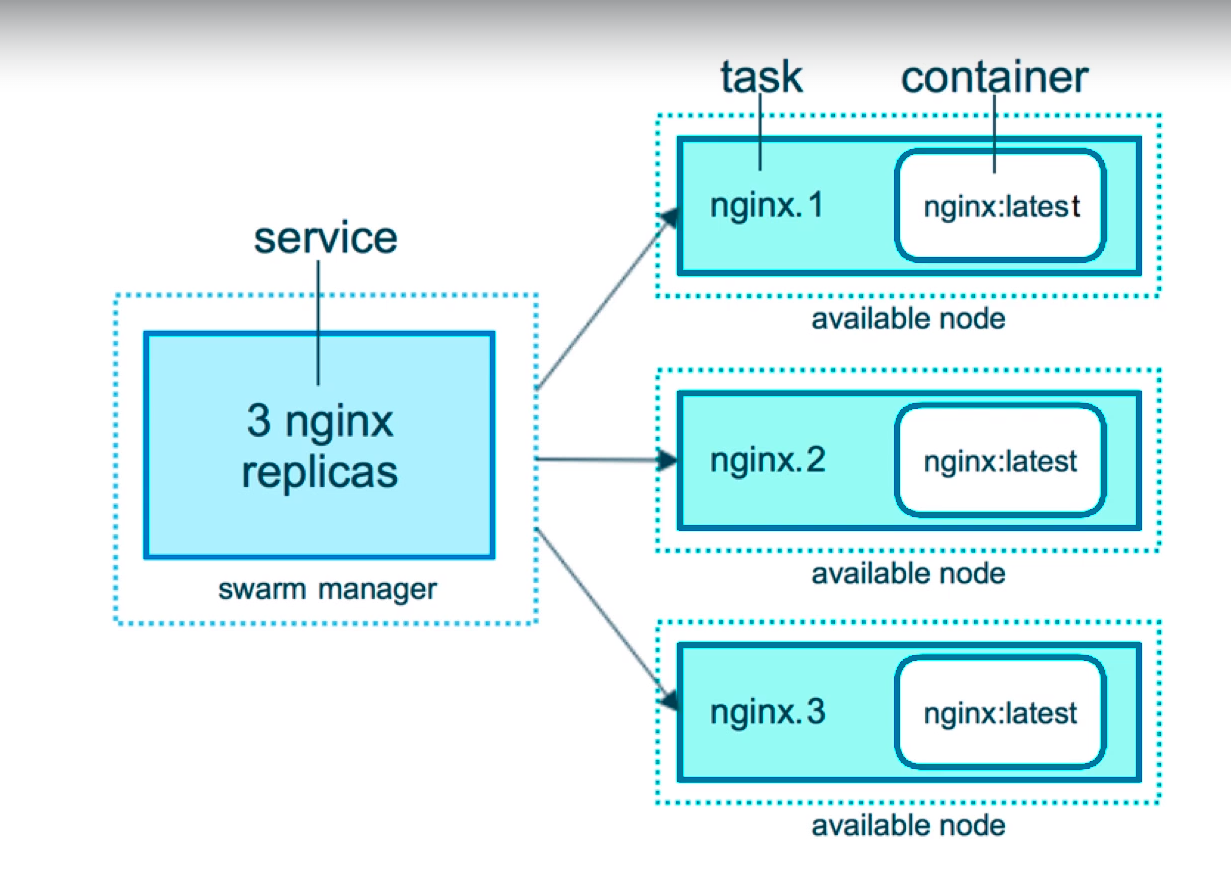 task
container
nginx.1
nginx:latest
available node
service
3 nginx
replicas
swarm manager
nginx.2
nginx:latest
available node
nginx.3
nginx:latest
available node